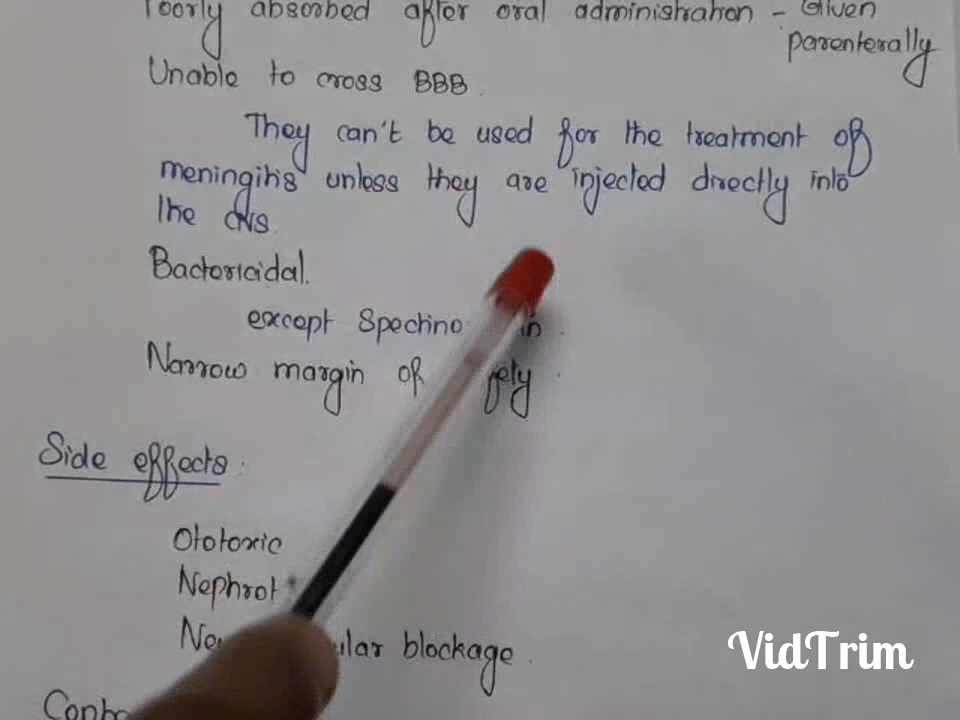 Poorly absorbed after oral administration - Given
parenterally
Unable to cross BBB.
They can't be used for the treatment of
meningitis unless they are injected directly into
the CNS.
Bactericidal.
except
Narrow margin of
Side effects:
Ototoxic
blockage.
VidTrim